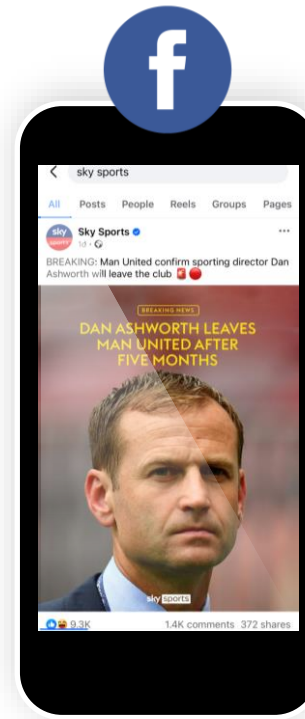 f
sky sports
All Posts People Reels Groups Pages
sky sports
Sky Sports
1d
BREAKING: Man United confirm sporting director Dan
Ashworth will leave the club
BREAKING NEWS
DAN ASHWORTH LEAVES
MAN UNITED AFTER
FIVE MONTHS
sky sports
9.3K 1.4K comments 372 shares